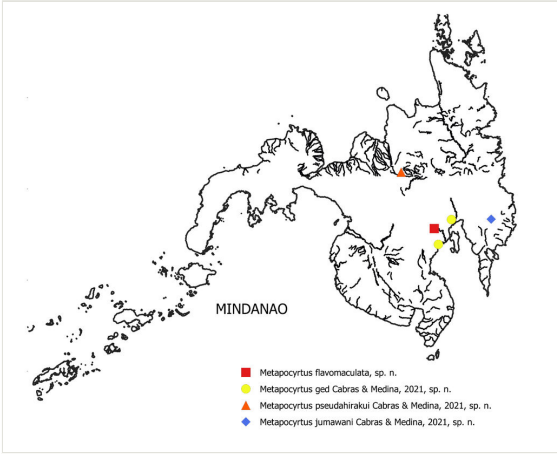 MINDANAO
Metapocyrtus flavomaculata, sp. n.
Metapocyrtus ged Cabras & Medina, 2021, sp. n.
Metapocyrtus pseudahirakui Cabras & Medina, 2021, sp. n.
Metapocyrtus jumawani Cabras & Medina, 2021, sp. n.